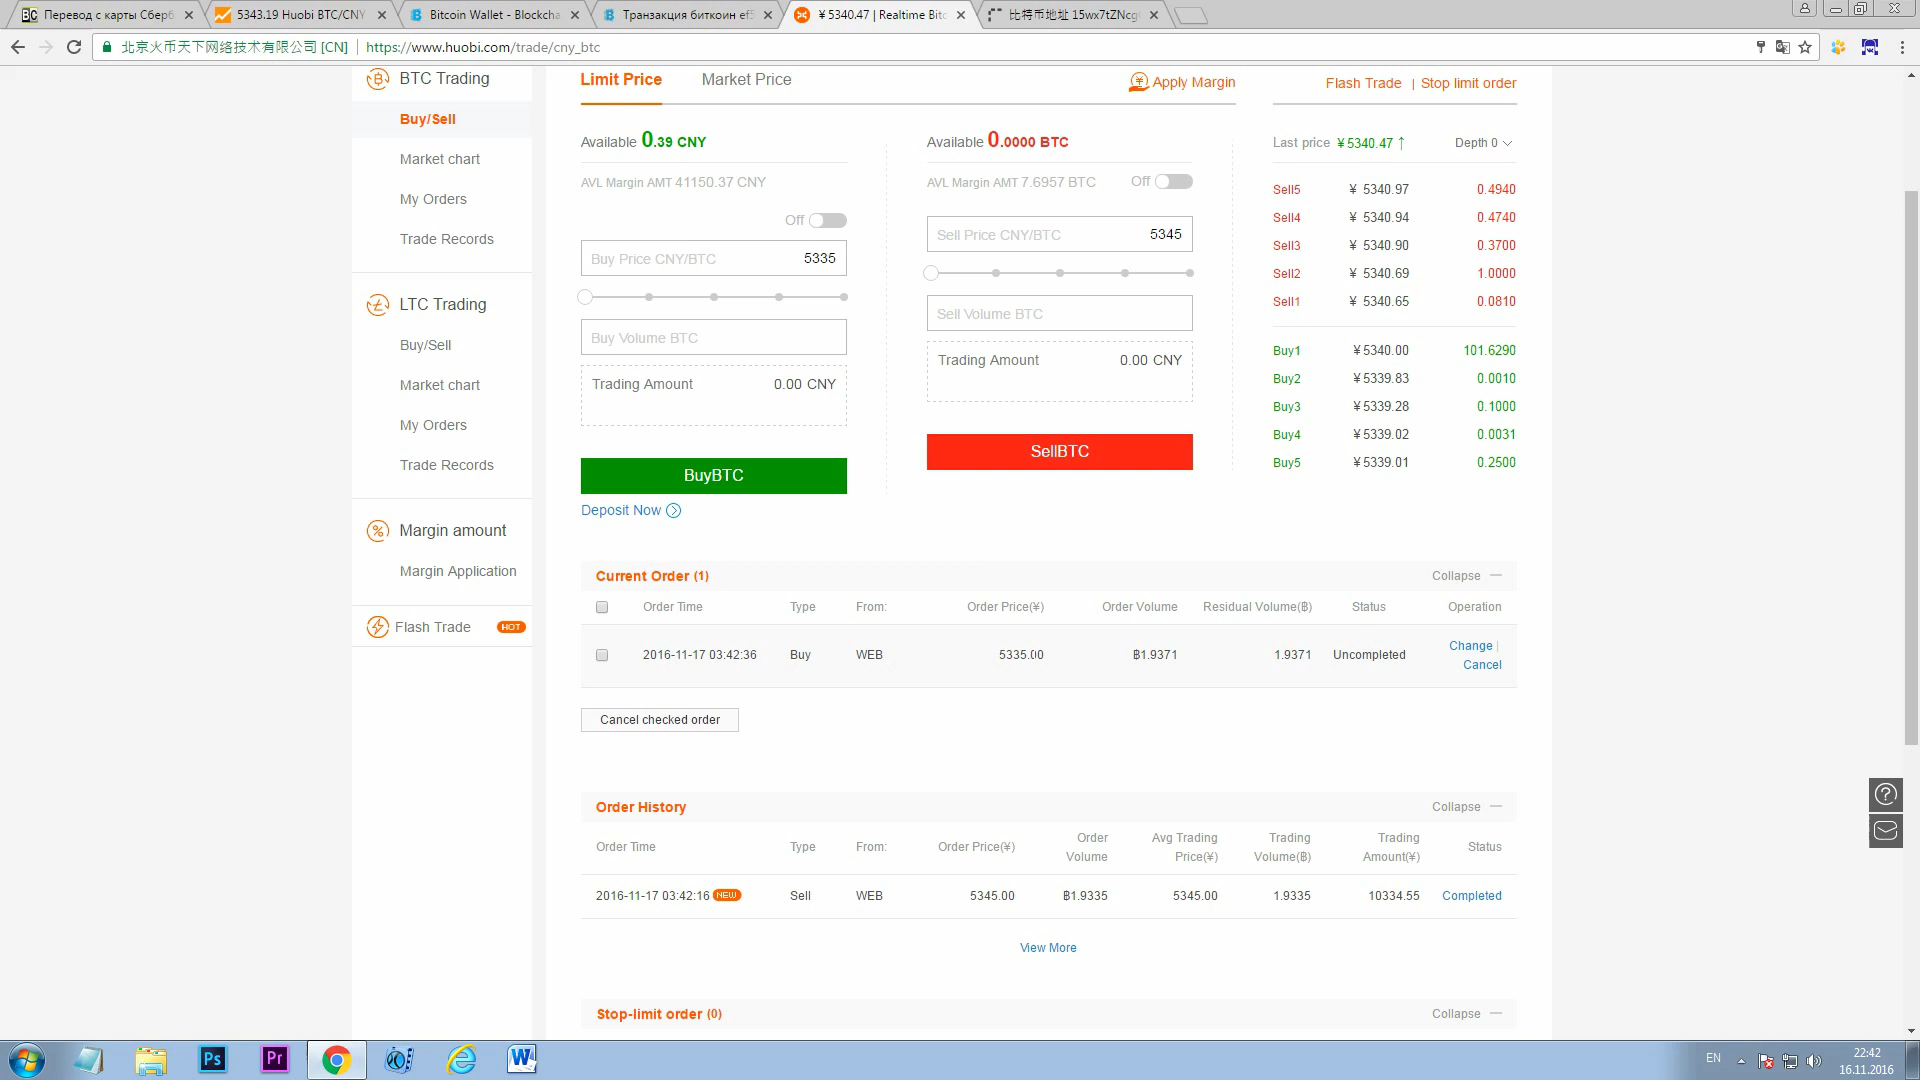 Перевод с карты Сберб
5343.19 Huobi BTC/CNY
Bitcoin Wallet - Blockcha
Транзакция биткоин ef
¥ 5340.47 | Realtime Bitc
比特币地址 15wx7tZNcg
北京火币天下网络技术有限公司 [CN]
https://www.huobi.com/trade/cny_btc
BTC Trading
Buy/Sell
Market chart
My Orders
Trade Records
LTC Trading
Buy/Sell
Market chart
My Orders
Trade Records
Margin amount
Margin Application
Flash Trade HOT
Limit Price Market Price
Apply Margin
Available 0.39 CNY
AVL Margin AMT 41150.37 CNY
Off
Buy Price CNY/BTC 5335
Buy Volume BTC
Trading Amount 0.00 CNY
BuyBTC
Deposit Now
Available 0.0000 BTC
AVL Margin AMT 7.6957 BTC Off
Sell Price CNY/BTC 5345
Sell Volume BTC
Trading Amount 0.00 CNY
SellBTC
Flash Trade | Stop limit order
Last price ¥5340.47↑ Depth 0
Sell5 ¥ 5340.97 0.4940
Sell4 ¥ 5340.94 0.4740
Sell3 ¥ 5340.90 0.3700
Sell2 ¥ 5340.69 1.0000
Sell1 ¥ 5340.65 0.0810
Buy1 ¥5340.00 101.6290
Buy2 ¥5339.83 0.0010
Buy3 ¥5339.28 0.1000
Buy4 ¥5339.02 0.0031
Buy5 ¥5339.01 0.2500
Current Order (1) Collapse
Order Time Type From: Order Price(¥) Order Volume Residual Volume(฿) Status Operation
2016-11-17 03:42:36 Buy WEB 5335.00 ฿1.9371 1.9371 Uncompleted Change |
Cancel
Cancel checked order
Order History Collapse
Order Time Type From: Order Price(¥) Order Volume Avg Trading Price(¥) Trading Volume(฿) Trading Amount(¥) Status
2016-11-17 03:42:16 NEW Sell WEB 5345.00 ฿1.9335 5345.00 1.9335 10334.55 Completed
View More
Stop-limit order (0) Collapse
Ps
Pr
EN
22:42
16.11.2016